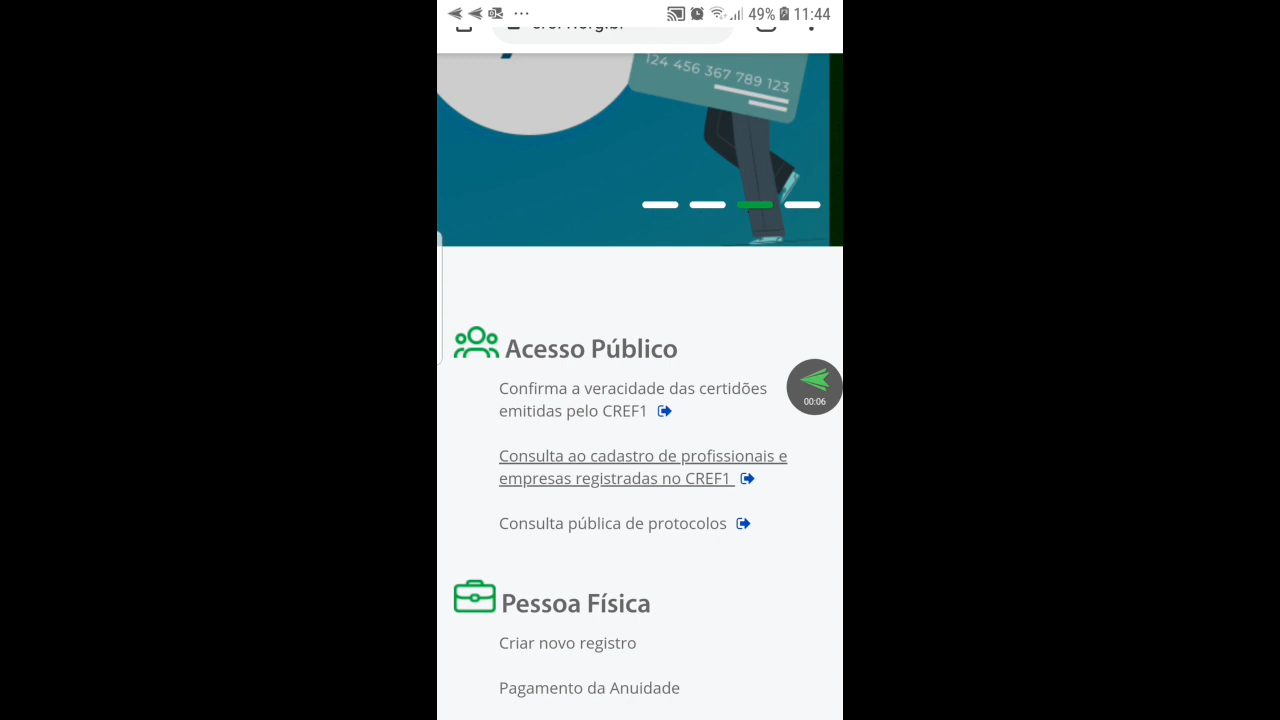 49% 11:44
124 456 367 789 123
Acesso Público
Confirma a veracidade das certidões
emitidas pelo CREF1
00:06
Consulta ao cadastro de profissionais e
empresas registradas no CREF1
Consulta pública de protocolos
Pessoa Física
Criar novo registro
Pagamento da Anuidade